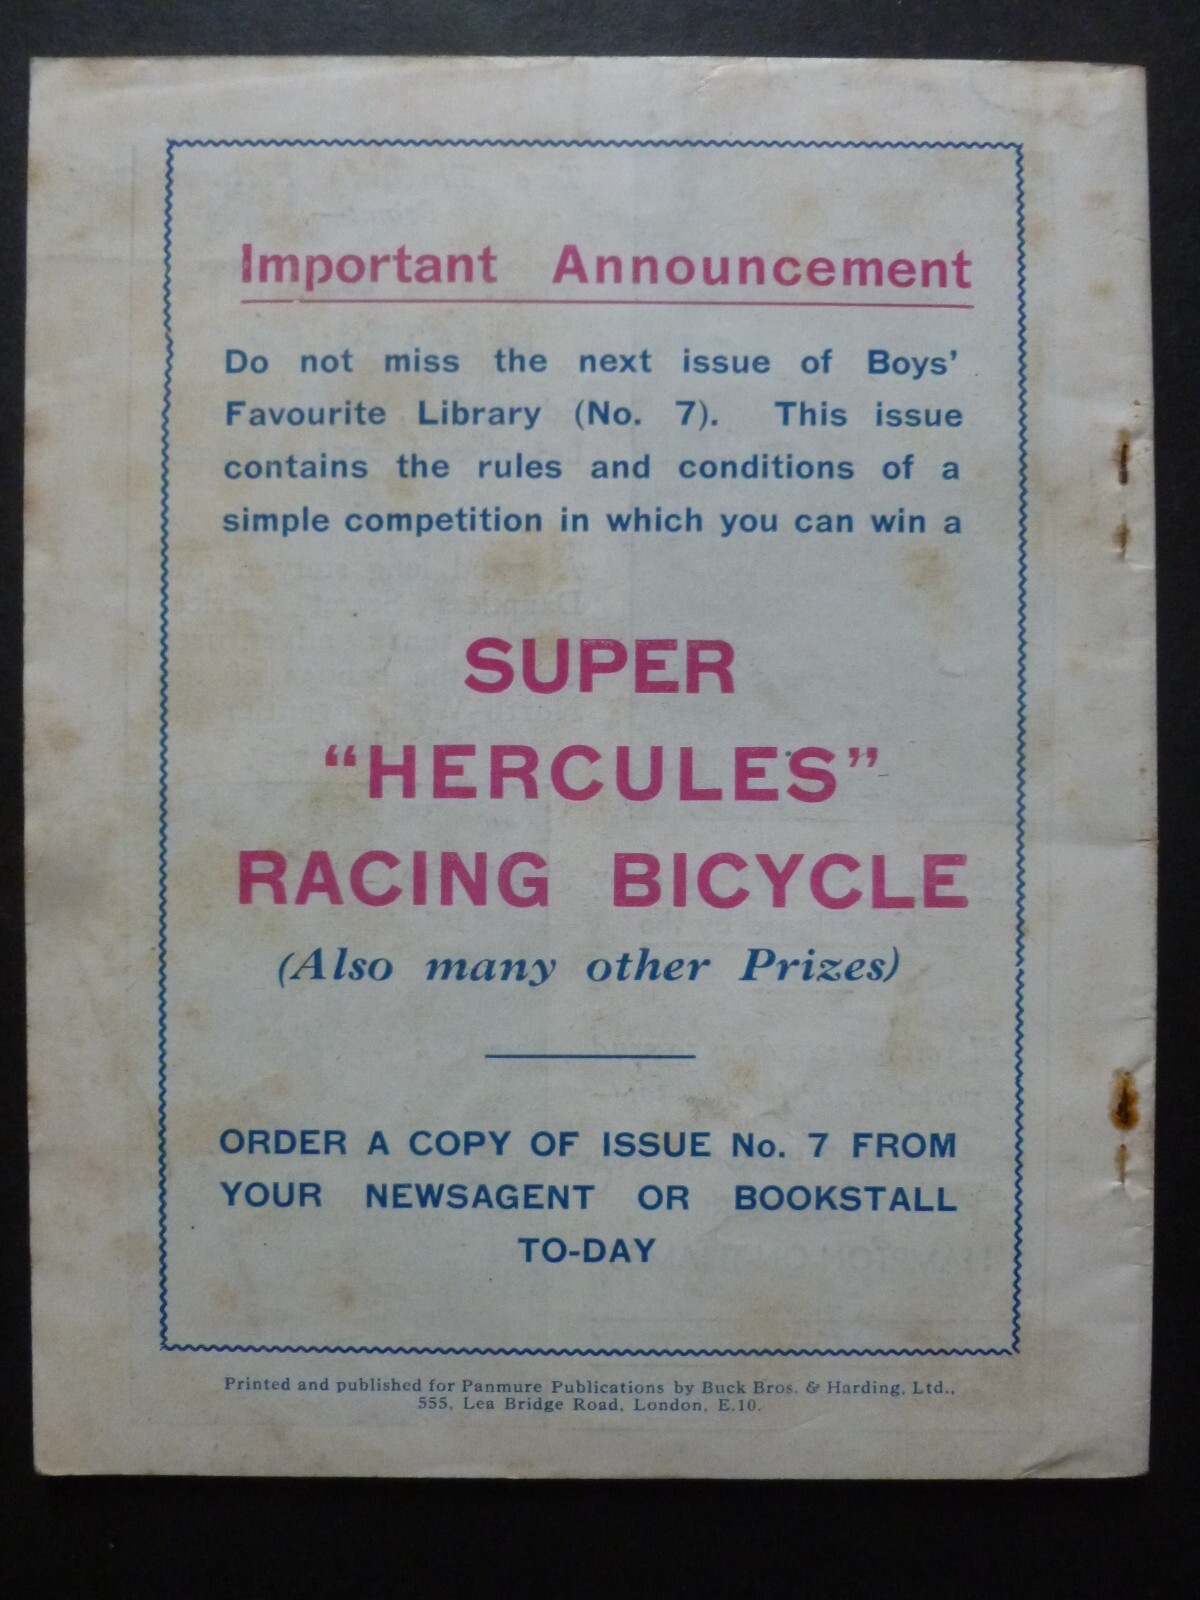 Important Announcement
Do not miss the next issue of Boys'
Favourite Library (No. 7). This issue
contains the rules and conditions of a
simple competition in which you can win a
SUPER
"HERCULES"
RACING BICYCLE
(Also many other Prizes)
ORDER A COPY OF ISSUE No. 7 FROM
YOUR NEWSAGENT OR BOOKSTALL
TO-DAY
Printed and published for Panmure Publications by Buck Bros. & Harding, Ltd.,
555, Lea Bridge Road, London, E.10.